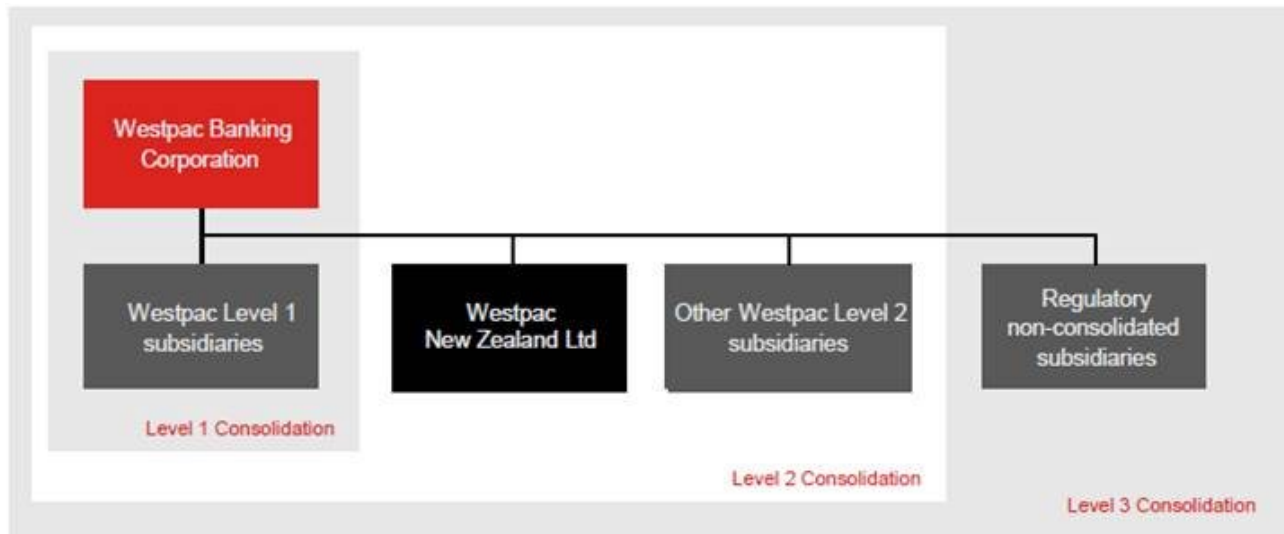 Westpac Banking
Corporation
Westpac Level 1
subsidiaries
Westpac
New Zealand Ltd
Other Westpac Level 2
subsidiaries
Regulatory
non-consolidated
subsidiaries
Level 1 Consolidation
Level 2 Consolidation
Level 3 Consolidation